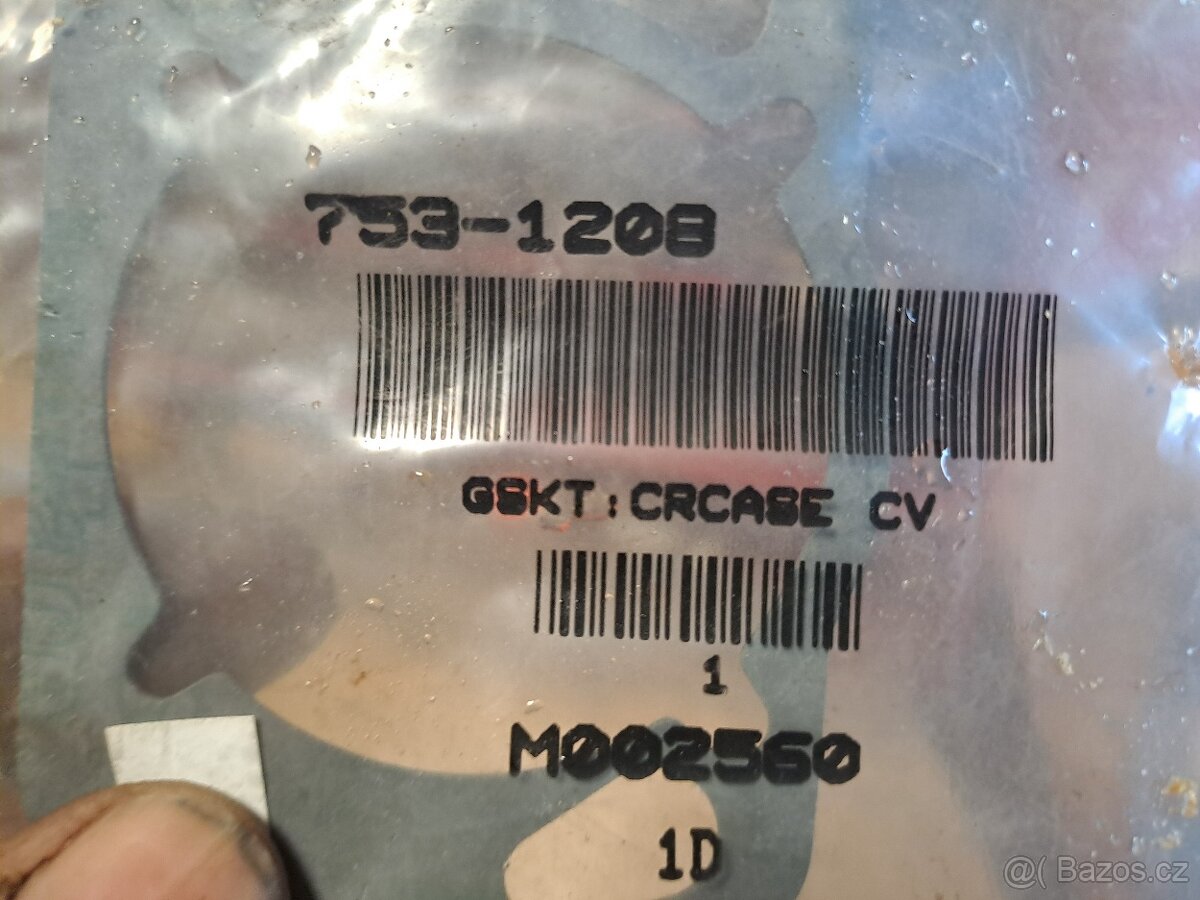 753-1208
GSKT:CRCASE CV
1
M002560
1D
@( Bazos.cz